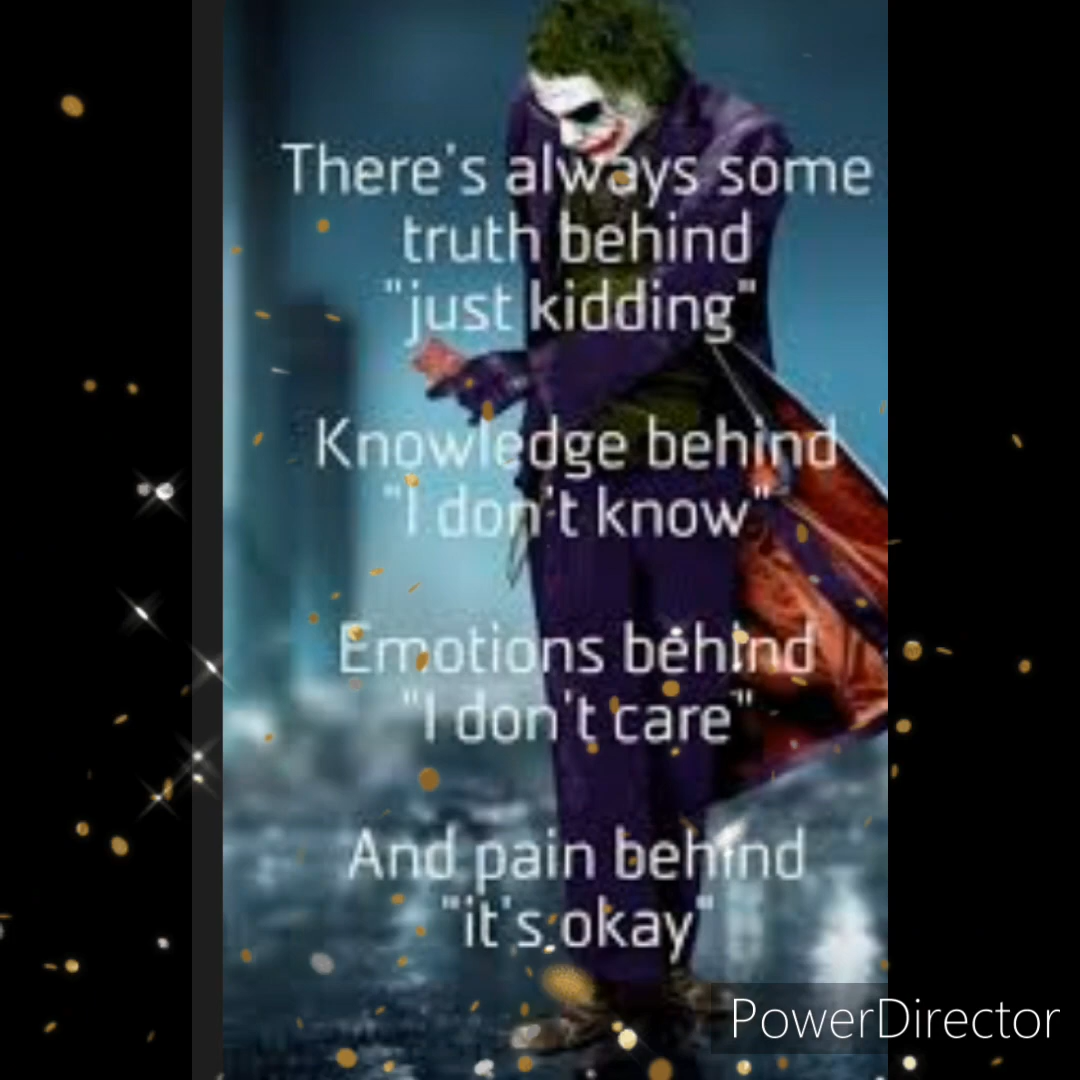 There's always some
truth behind
"just kidding"
Knowledge behind
"I don't know"
Emotions behind
"I don't care"
And pain behind
"it's okay"
PowerDirector